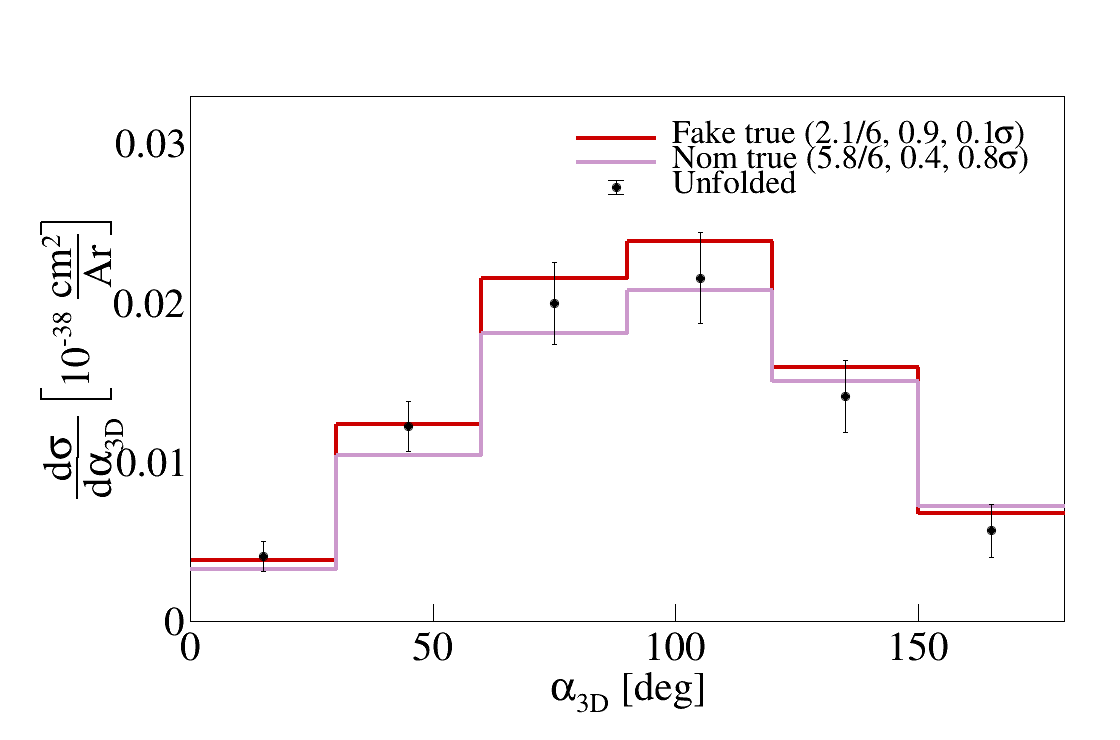 Fake true (2.1/6, 0.9, 0.1σ)
Nom true (5.8/6, 0.4, 0.8σ)
Unfolded
dσ/dα3D [10-38 cm2/Ar]
0.03
0.02
0.01
0
0 50 100 150
α3D [deg]